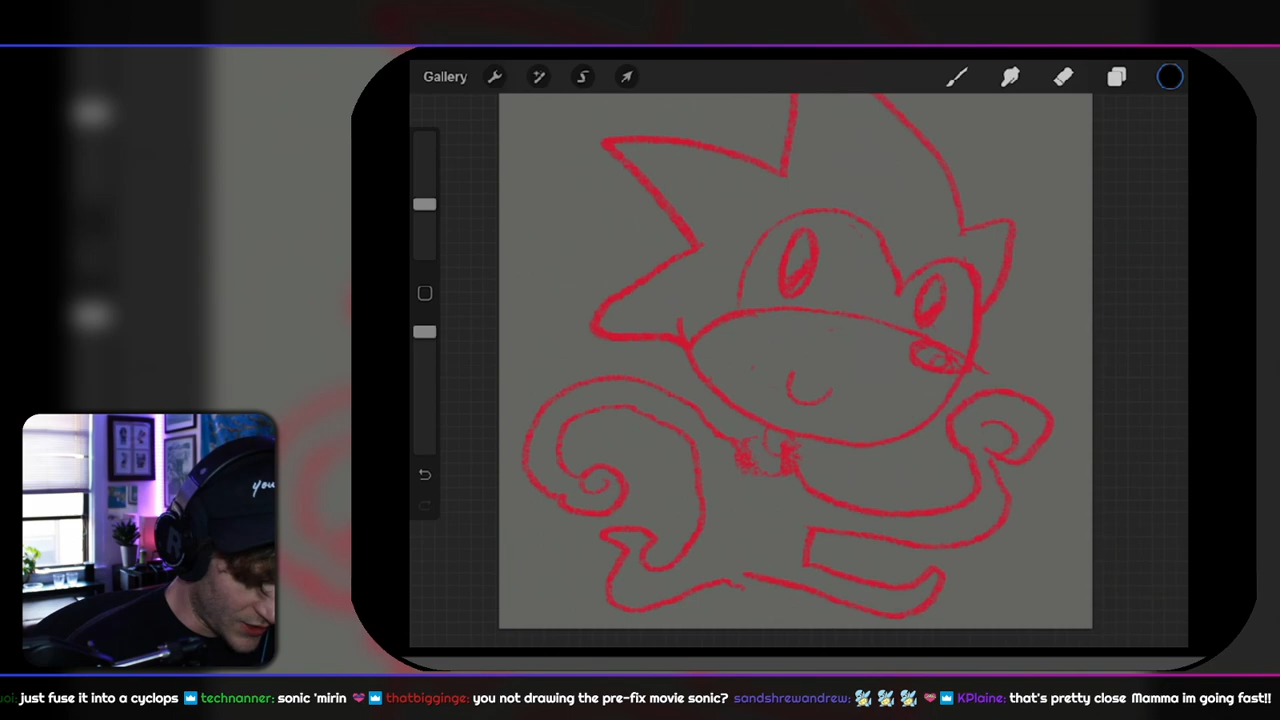 Gallery
you
R
just fuse it into a cyclops technanner: sonic 'mirin thatbigginge: you not drawing the pre-fix movie sonic? sandshrewandrew: KPlaine: that's pretty close Mamma im going fast!!